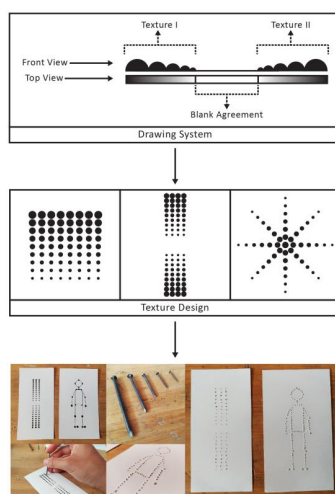 Texture I
Texture II
Front View
Top View
Blank Agreement
Drawing System
Texture Design